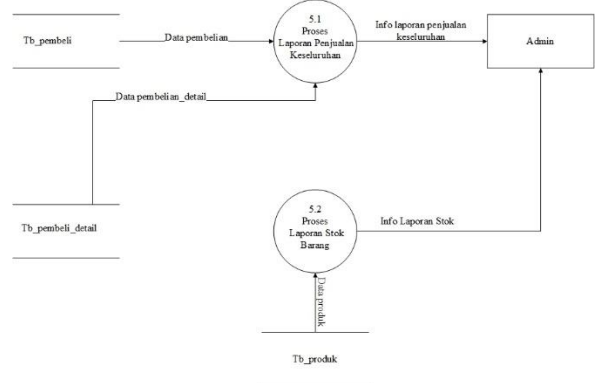 Tb_pembeli
Data pembelian
5.1
Proses
Laporan Penjualan
Keseluruhan
Info laporan penjualan
keseluruhan
Admin
Data pembelian_detail
Tb_pembeli_detail
5.2
Proses
Laporan Stok
Barang
Info Laporan Stok
Data produk
Tb_produk